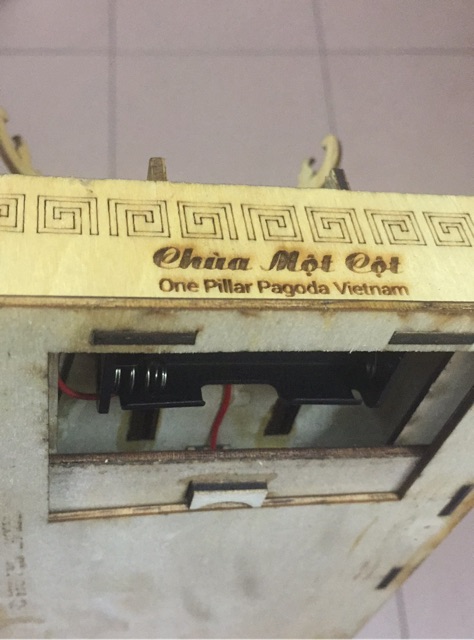 Chùa Một Cột
One Pillar Pagoda Vietnam